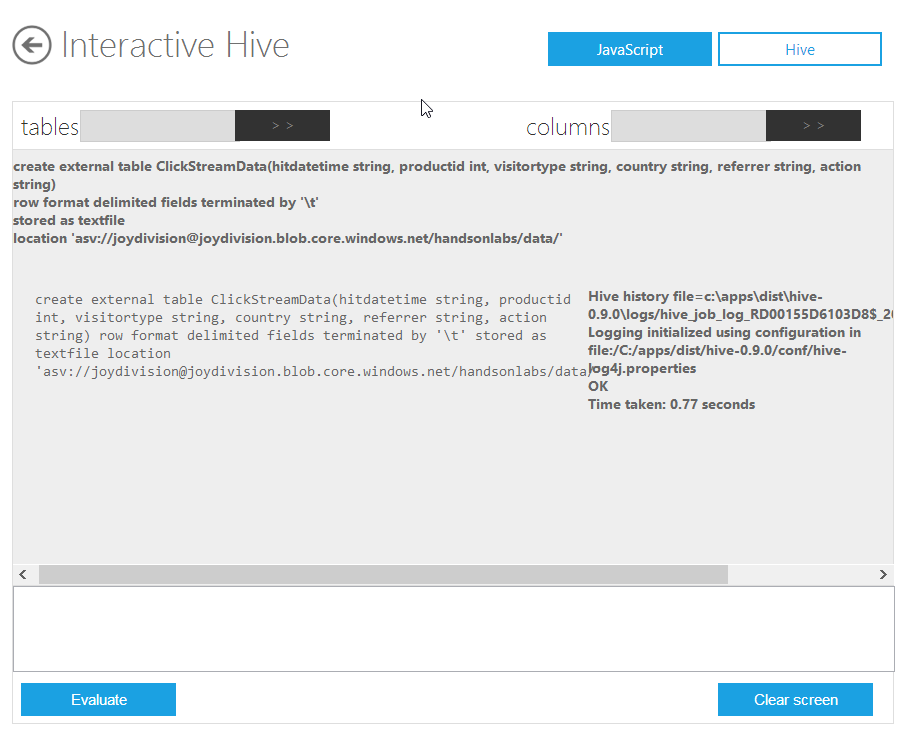 Interactive Hive
JavaScript
Hive
tables
> >
columns
> >
create external table ClickStreamData(hitdatetime string, productid int, visitortype string, country string, referrer string, action
string)
row format delimited fields terminated by '\t'
stored as textfile
location 'asv://joydivision@joydivision.blob.core.windows.net/handsonlabs/data/'
create external table ClickStreamData(hitdatetime string, productid
int, visitortype string, country string, referrer string, action
string) row format delimited fields terminated by '\t' stored as
textfile location
'asv://joydivision@joydivision.blob.core.windows.net/handsonlabs/data/'
Hive history file=c:\apps\dist\hive-
0.9.0\logs/hive_job_log_RD00155D6103D8$_20
Logging initialized using configuration in
file:/C:/apps/dist/hive-0.9.0/conf/hive-
log4j.properties
OK
Time taken: 0.77 seconds
Evaluate
Clear screen